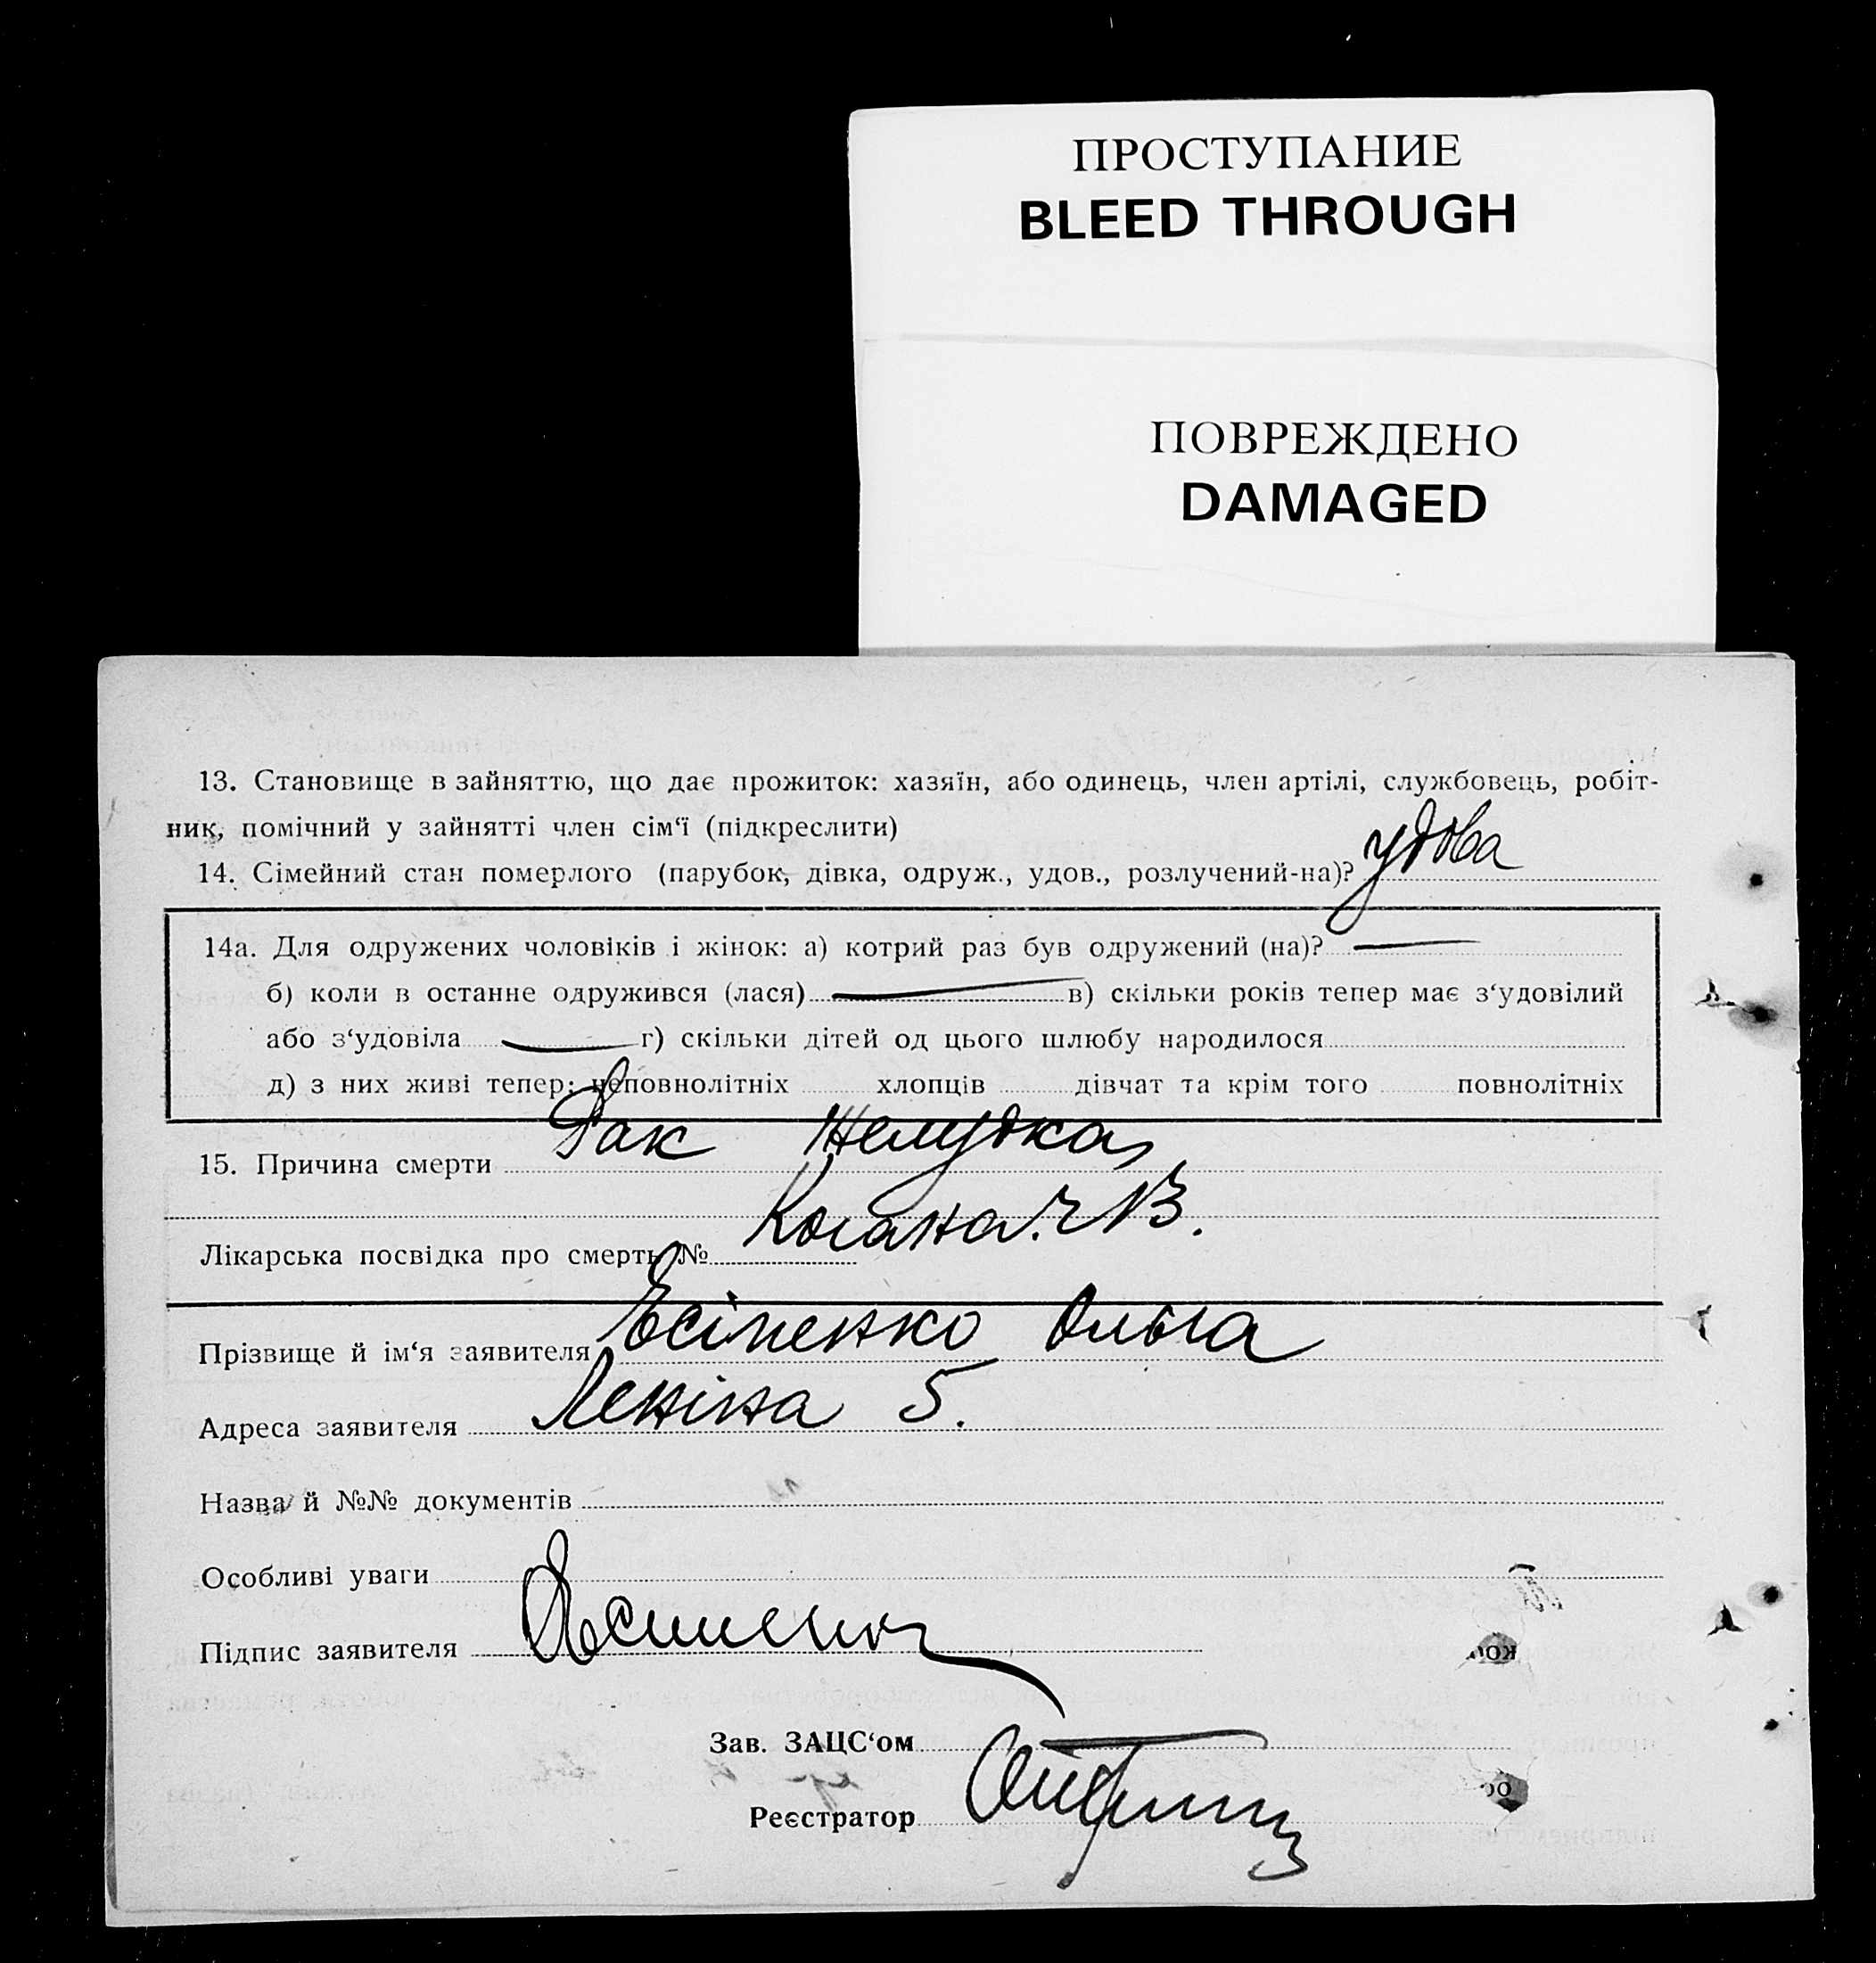 ПРОСТУПАНИЕ
BLEED THROUGH
ПОВРЕЖДЕНО
DAMAGED
13. Становище в зайняттю, що дає прожиток: хазяїн, або одинець, член артілі, службовець, робіт-
ник, помічний у зайнятті член сім‘ї (підкреслити)
14. Сімейний стан померлого (парубок, дівка, одруж., удов., розлучений-на)? удова
14а. Для одружених чоловіків і жінок: а) котрий раз був одружений (на)?
б) коли в останне одружився (лася) в) скільки років тепер має з‘удовілий
або з‘удовіла г) скільки дітей од цього шлюбу народилося
д) з них живі тепер: неповнолітніх хлопців дівчат та крім того повнолітніх
15. Причина смерти Рак желудка
Лікарська посвідка про смерть №
Прізвище й ім‘я заявителя Єсіпенко Ольга
Адреса заявителя Леніна 5.
Назва й №№ документів
Особливі уваги
Підпис заявителя
Зав. ЗАЦС‘ом
Реєстратор